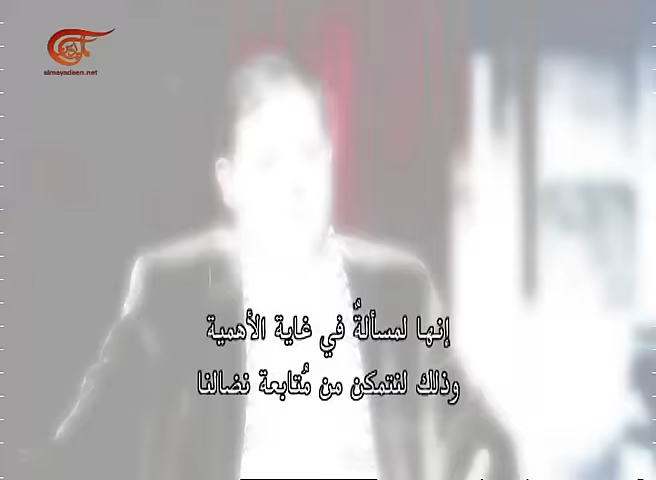 almayadeen.net
إنها لمسألةٌ في غاية الأهمية
وذلك لنتمكن من مُتابعة نضالنا